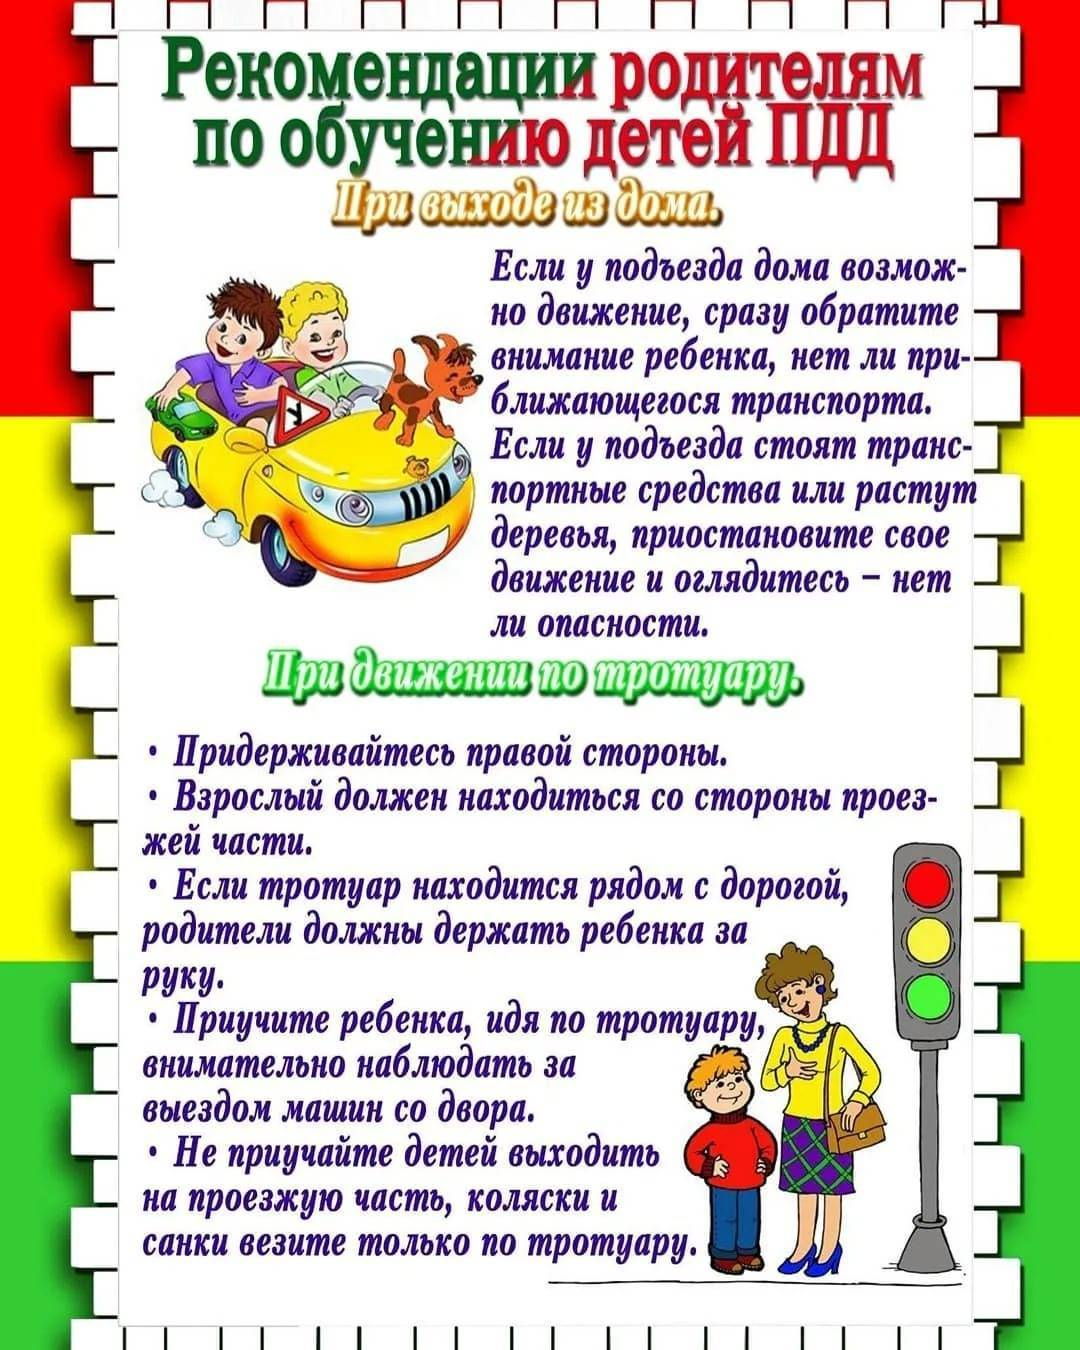 Рекомендации родителям
по обучению детей ПДД
При выходе из дома.
Если у подъезда дома возмож-
но движение, сразу обратите
внимание ребенка, нет ли при-
ближающегося транспорта.
Если у подъезда стоят транс-
портные средства или растут
деревья, приостановите свое
движение и оглядитесь – нет
ли опасности.
У
При движении по тротуару.
· Придерживайтесь правой стороны.
· Взрослый должен находиться со стороны проез-
жей части.
· Если тротуар находится рядом с дорогой,
родители должны держать ребенка за
руку.
· Приучите ребенка, идя по тротуару,
внимательно наблюдать за
выездом машин со двора.
· Не приучайте детей выходить
на проезжую часть, коляски и
санки везите только по тротуару.